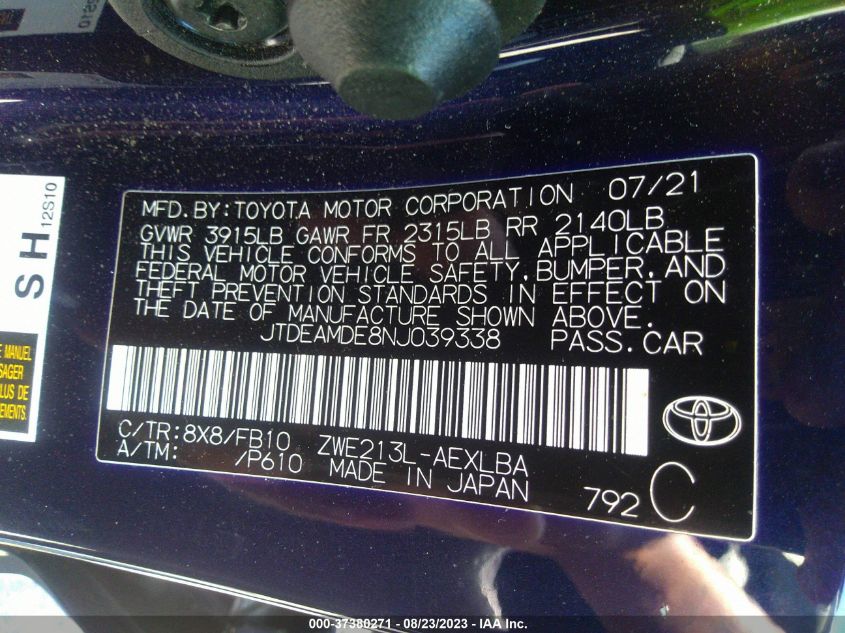 SH
12S10
MFD.BY:TOYOTA MOTOR CORPORATION 07/21
GVWR 3915LB GAWR FR 2315LB RR 2140LB
THIS VEHICLE CONFORMS TO ALL APPLICABLE
FEDERAL MOTOR VEHICLE SAFETY,BUMPER,AND
THEFT PREVENTION STANDARDS IN EFFECT ON
THE DATE OF MANUFACTURE SHOWN ABOVE.
JTDEAMDE8NJ039338 PASS.CAR
C/TR:8X8/FB10 ZWE213L-AEXLBA
A/TM: /P610 MADE IN JAPAN
792 C
MANUEL
SAGER
PLUS DE
000-37380271 - 08/23/2023 - IAA Inc.